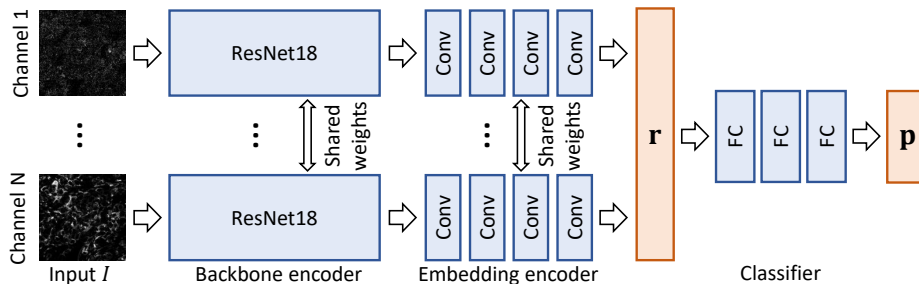 Channel 1
ResNet18
Conv
Conv
Conv
Conv
...
Shared
weights
...
Shared
weights
r
FC
FC
FC
p
...
Channel N
ResNet18
Conv
Conv
Conv
Conv
Input I
Backbone encoder
Embedding encoder
Classifier